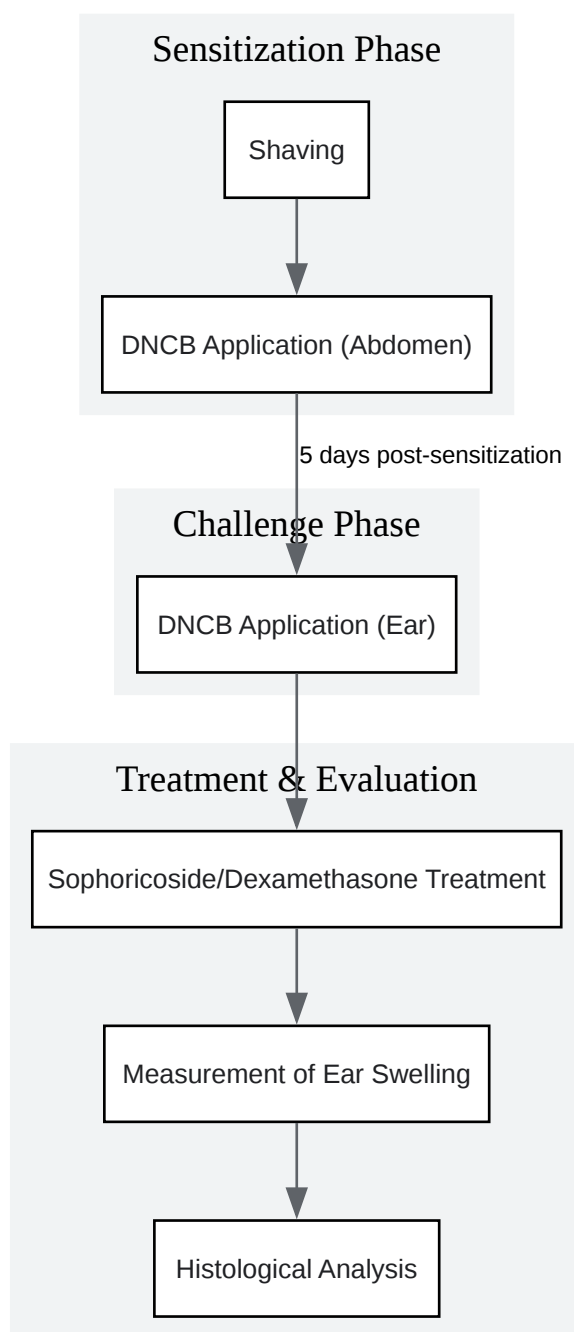 Sensitization Phase
Shaving
DNCB Application (Abdomen)
5 days post-sensitization
Challenge Phase
DNCB Application (Ear)
Treatment & Evaluation
Sophoricoside/Dexamethasone Treatment
Measurement of Ear Swelling
Histological Analysis